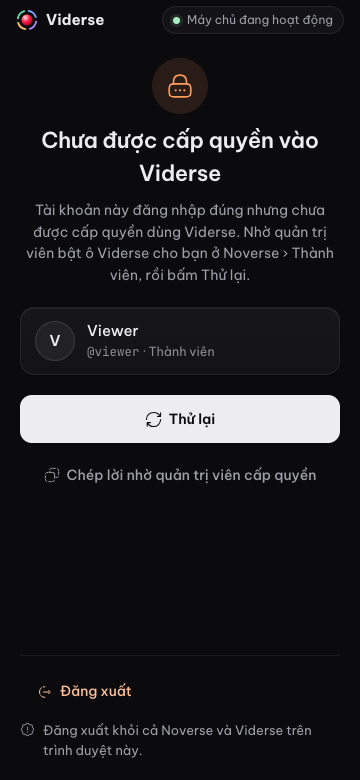 Viderse
Máy chủ đang hoạt động
Chưa được cấp quyền vào
Viderse
Tài khoản này đăng nhập đúng nhưng chưa
được cấp quyền dùng Viderse. Nhờ quản trị
viên bật ô Viderse cho bạn ở Noverse › Thành
viên, rồi bấm Thử lại.
V
Viewer
@viewer · Thành viên
Thử lại
Chép lời nhờ quản trị viên cấp quyền
Đăng xuất
Đăng xuất khỏi cả Noverse và Viderse trên
trình duyệt này.